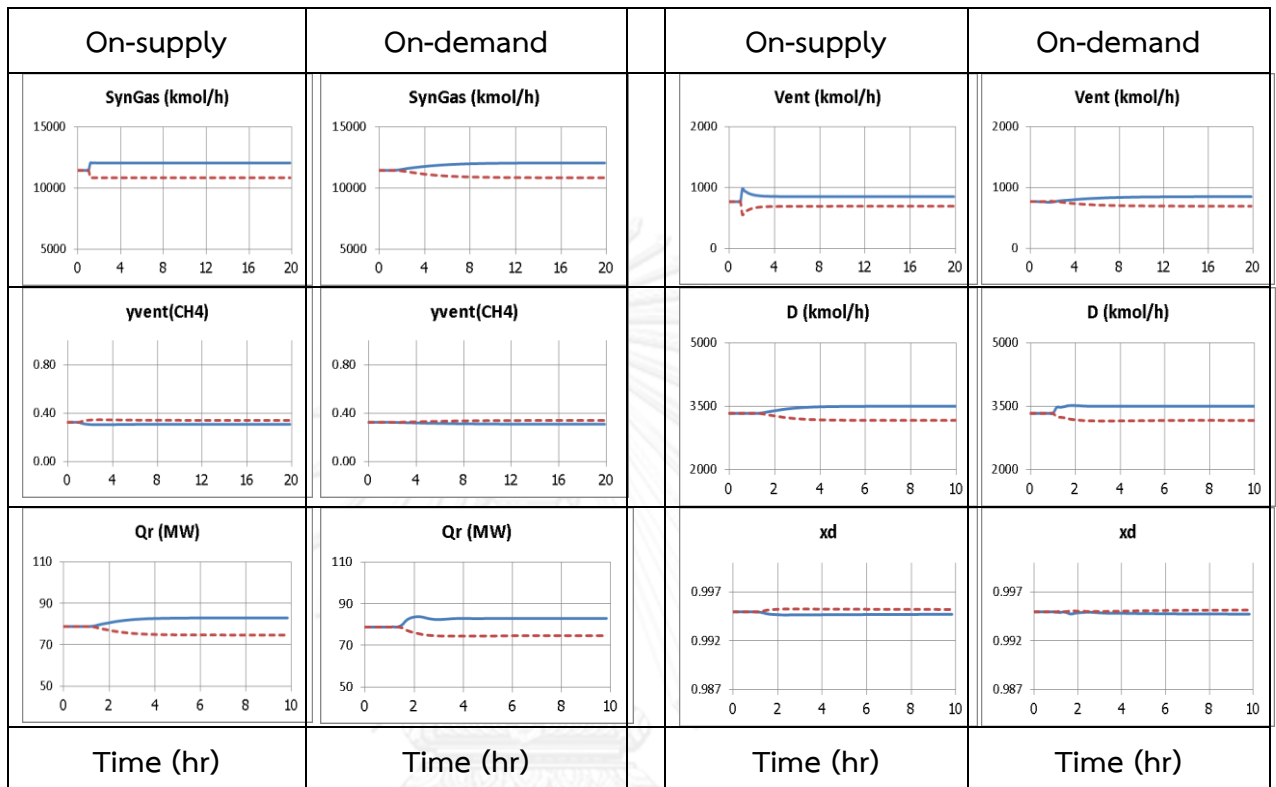 On-supply On-demand On-supply On-demand
SynGas (kmol/h) SynGas (kmol/h) Vent (kmol/h) Vent (kmol/h)
15000 15000 2000 2000
10000 10000 1000 1000
5000 5000 0 0
0 4 8 12 16 20 0 4 8 12 16 20 0 4 8 12 16 20 0 4 8 12 16 20
yvent(CH4) yvent(CH4) D (kmol/h) D (kmol/h)
0.80 0.80 5000 5000
0.40 0.40 3500 3500
0.00 0.00 2000 2000
0 4 8 12 16 20 0 4 8 12 16 20 0 2 4 6 8 10 0 2 4 6 8 10
Qr (MW) Qr (MW) xd xd
110 110
90 90 0.997 0.997
70 70 0.992 0.992
50 50 0.987 0.987
0 2 4 6 8 10 0 2 4 6 8 10 0 2 4 6 8 10 0 2 4 6 8 10
Time (hr) Time (hr) Time (hr) Time (hr)